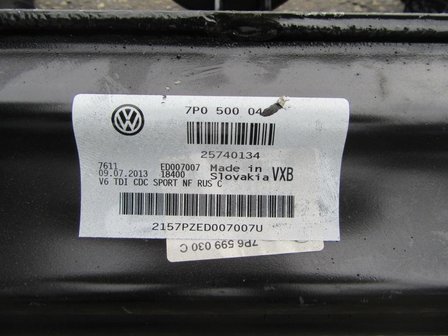 7P0 500 04
25740134
7611 ED007007 Made in
09.07.2013 18400 Slovakia VXB
V6 TDI CDC SPORT NF RUS C
2157PZED007007U
7P6 599 030 C